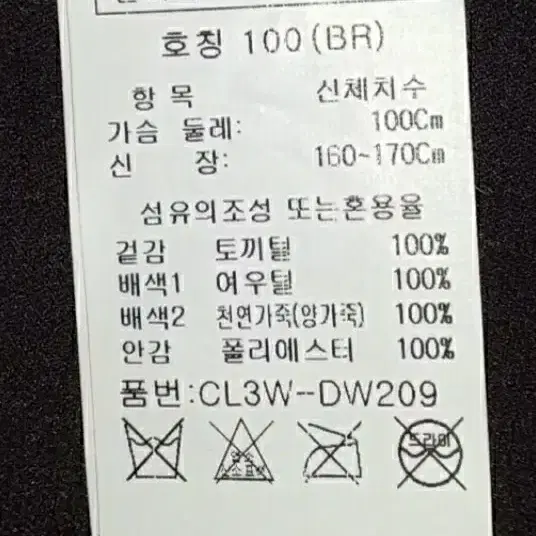 호칭 100(BR)
항 목 신체치수
가슴 둘레: 100Cm
신 장: 160~170Cm
섬유의조성 또는혼용율
겉감 토끼털 100%
배색1 여우털 100%
배색2 천연가죽(양가죽) 100%
안감 폴리에스터 100%
품번:CL3W--DW209
드라이